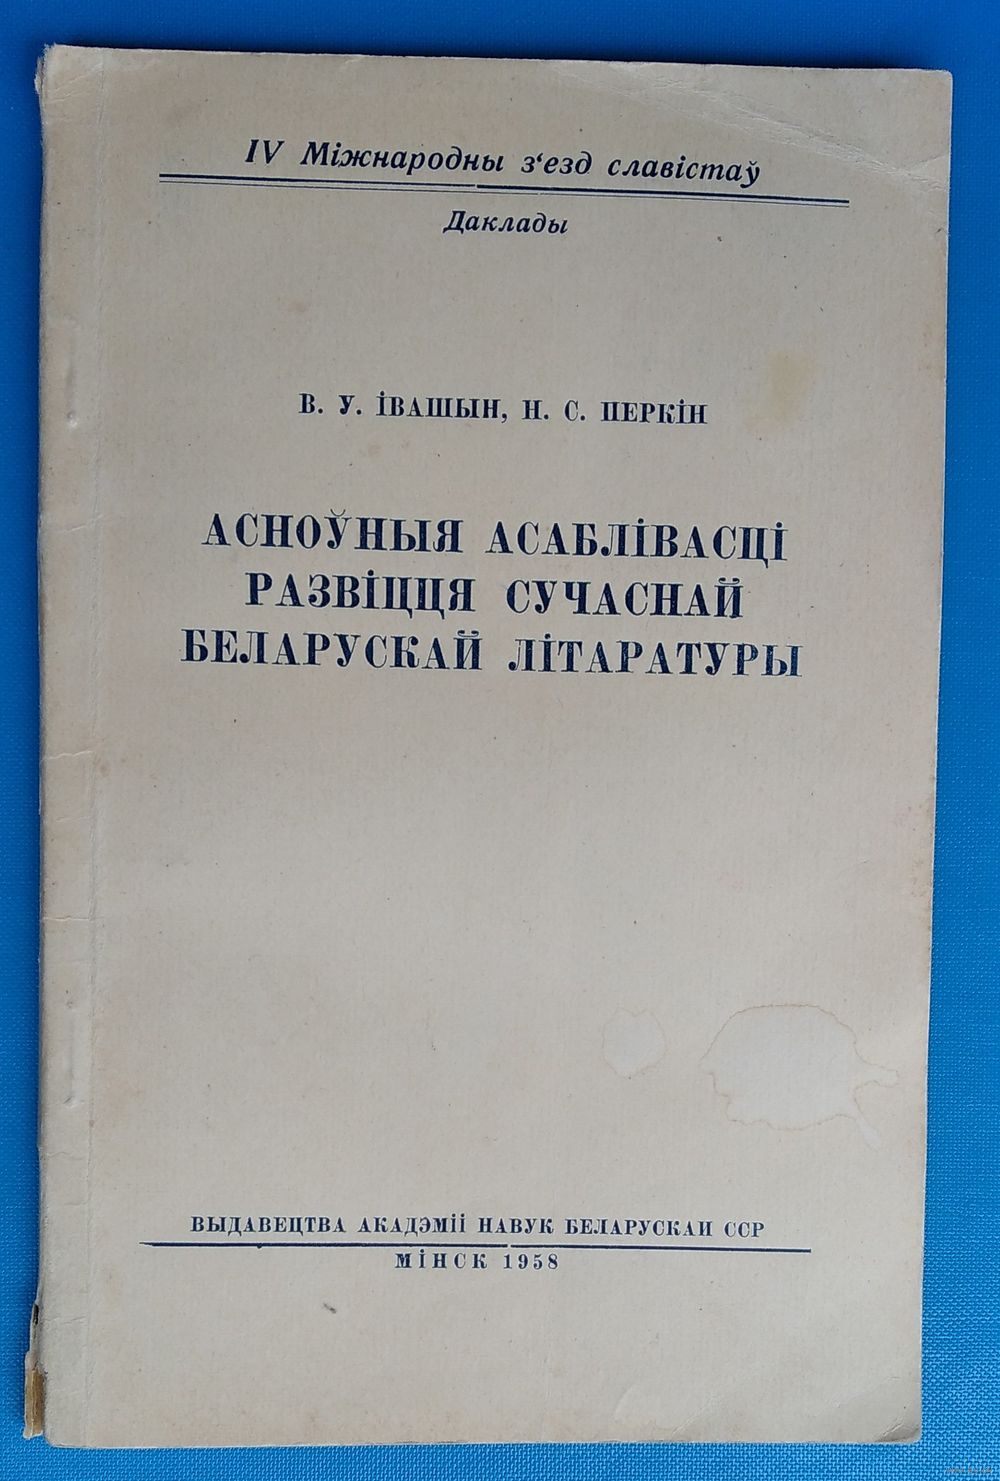 IV Міжнародны з‘езд славістаў
Даклады
В. У. ІВАШЫН, Н. С. ПЕРКІН
АСНОЎНЫЯ АСАБЛІВАСЦІ
РАЗВІЦЦЯ СУЧАСНАЙ
БЕЛАРУСКАЙ ЛІТАРАТУРЫ
ВЫДАВЕЦТВА АКАДЭМІІ НАВУК БЕЛАРУСКАИ ССР
МІНСК 1958